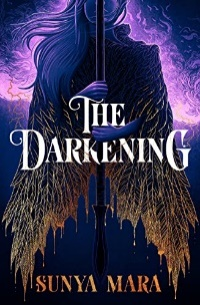 THE
DARKENING
SUNYA MARA